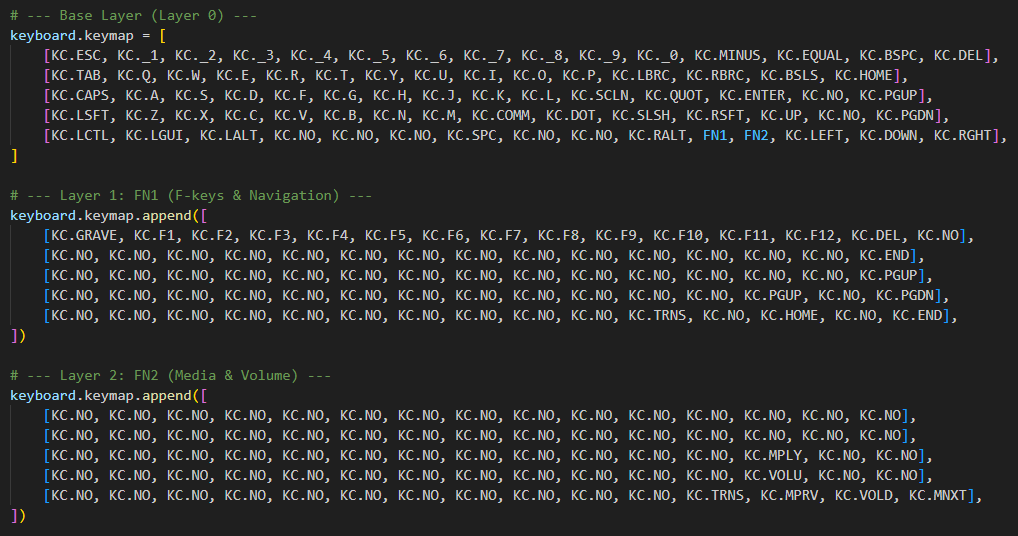 # --- Base Layer (Layer 0) ---
keyboard.keymap = [
    [KC.ESC, KC._1, KC._2, KC._3, KC._4, KC._5, KC._6, KC._7, KC._8, KC._9, KC._0, KC.MINUS, KC.EQUAL, KC.BSPC, KC.DEL],
    [KC.TAB, KC.Q, KC.W, KC.E, KC.R, KC.T, KC.Y, KC.U, KC.I, KC.O, KC.P, KC.LBRC, KC.RBRC, KC.BSLS, KC.HOME],
    [KC.CAPS, KC.A, KC.S, KC.D, KC.F, KC.G, KC.H, KC.J, KC.K, KC.L, KC.SCLN, KC.QUOT, KC.ENTER, KC.NO, KC.PGUP],
    [KC.LSFT, KC.Z, KC.X, KC.C, KC.V, KC.B, KC.N, KC.M, KC.COMM, KC.DOT, KC.SLSH, KC.RSFT, KC.UP, KC.NO, KC.PGDN],
    [KC.LCTL, KC.LGUI, KC.LALT, KC.NO, KC.NO, KC.NO, KC.SPC, KC.NO, KC.NO, KC.RALT, FN1, FN2, KC.LEFT, KC.DOWN, KC.RGHT],
]

# --- Layer 1: FN1 (F-keys & Navigation) ---
keyboard.keymap.append([
    [KC.GRAVE, KC.F1, KC.F2, KC.F3, KC.F4, KC.F5, KC.F6, KC.F7, KC.F8, KC.F9, KC.F10, KC.F11, KC.F12, KC.DEL, KC.NO],
    [KC.NO, KC.NO, KC.NO, KC.NO, KC.NO, KC.NO, KC.NO, KC.NO, KC.NO, KC.NO, KC.NO, KC.NO, KC.NO, KC.NO, KC.END],
    [KC.NO, KC.NO, KC.NO, KC.NO, KC.NO, KC.NO, KC.NO, KC.NO, KC.NO, KC.NO, KC.NO, KC.NO, KC.NO, KC.NO, KC.PGUP],
    [KC.NO, KC.NO, KC.NO, KC.NO, KC.NO, KC.NO, KC.NO, KC.NO, KC.NO, KC.NO, KC.NO, KC.NO, KC.PGUP, KC.NO, KC.PGDN],
    [KC.NO, KC.NO, KC.NO, KC.NO, KC.NO, KC.NO, KC.NO, KC.NO, KC.NO, KC.NO, KC.TRNS, KC.NO, KC.HOME, KC.NO, KC.END],
])

# --- Layer 2: FN2 (Media & Volume) ---
keyboard.keymap.append([
    [KC.NO, KC.NO, KC.NO, KC.NO, KC.NO, KC.NO, KC.NO, KC.NO, KC.NO, KC.NO, KC.NO, KC.NO, KC.NO, KC.NO, KC.NO],
    [KC.NO, KC.NO, KC.NO, KC.NO, KC.NO, KC.NO, KC.NO, KC.NO, KC.NO, KC.NO, KC.NO, KC.NO, KC.NO, KC.NO, KC.NO],
    [KC.NO, KC.NO, KC.NO, KC.NO, KC.NO, KC.NO, KC.NO, KC.NO, KC.NO, KC.NO, KC.NO, KC.NO, KC.MPLY, KC.NO, KC.NO],
    [KC.NO, KC.NO, KC.NO, KC.NO, KC.NO, KC.NO, KC.NO, KC.NO, KC.NO, KC.NO, KC.NO, KC.NO, KC.VOLU, KC.NO, KC.NO],
    [KC.NO, KC.NO, KC.NO, KC.NO, KC.NO, KC.NO, KC.NO, KC.NO, KC.NO, KC.NO, KC.NO, KC.TRNS, KC.MPRV, KC.VOLD, KC.MNXT],
])